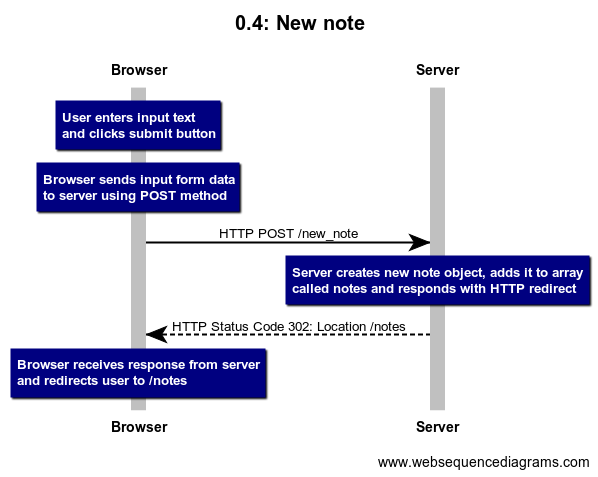 0.4: New note
Browser
Server
User enters input text
and clicks submit button
Browser sends input form data
to server using POST method
HTTP POST /new_note
Server creates new note object, adds it to array
called notes and responds with HTTP redirect
HTTP Status Code 302: Location /notes
Browser receives response from server
and redirects user to /notes
Browser
Server
www.websequencediagrams.com